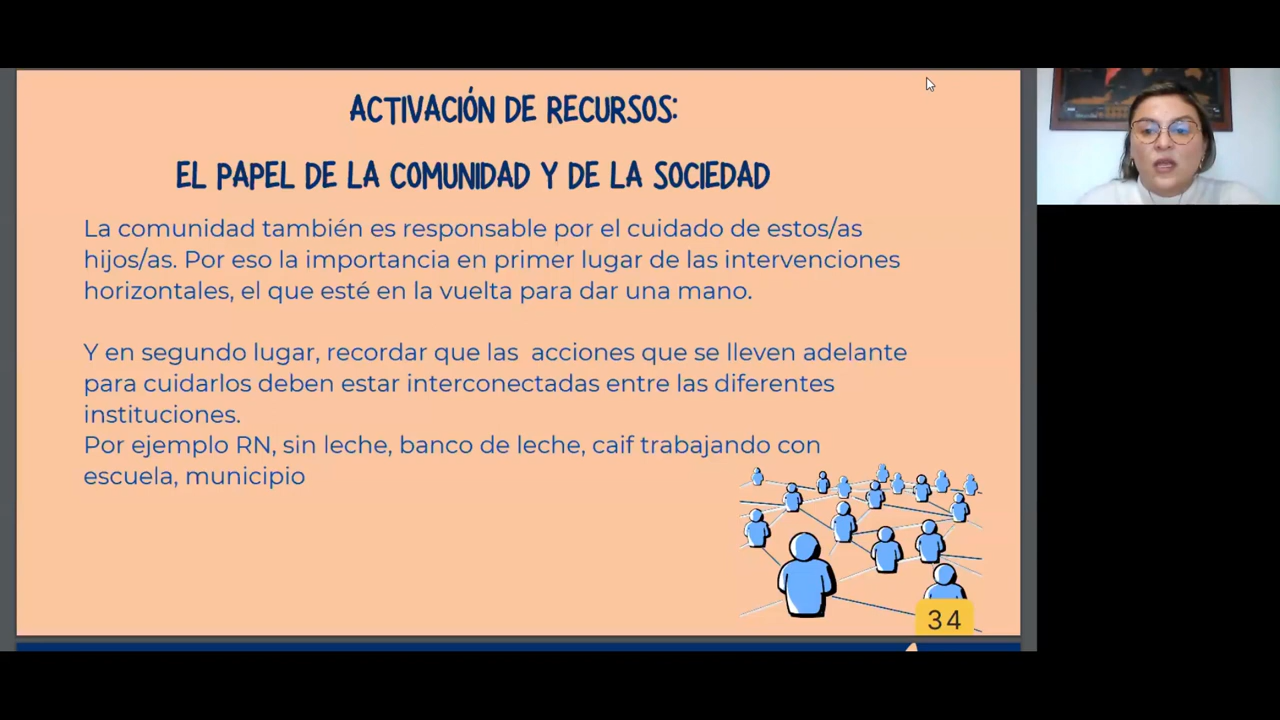 ACTIVACIÓN DE RECURSOS:
EL PAPEL DE LA COMUNIDAD Y DE LA SOCIEDAD
La comunidad también es responsable por el cuidado de estos/as
hijos/as. Por eso la importancia en primer lugar de las intervenciones
horizontales, el que esté en la vuelta para dar una mano.
Y en segundo lugar, recordar que las  acciones que se lleven adelante
para cuidarlos deben estar interconectadas entre las diferentes
instituciones.
Por ejemplo RN, sin leche, banco de leche, caif trabajando con
escuela, municipio
34